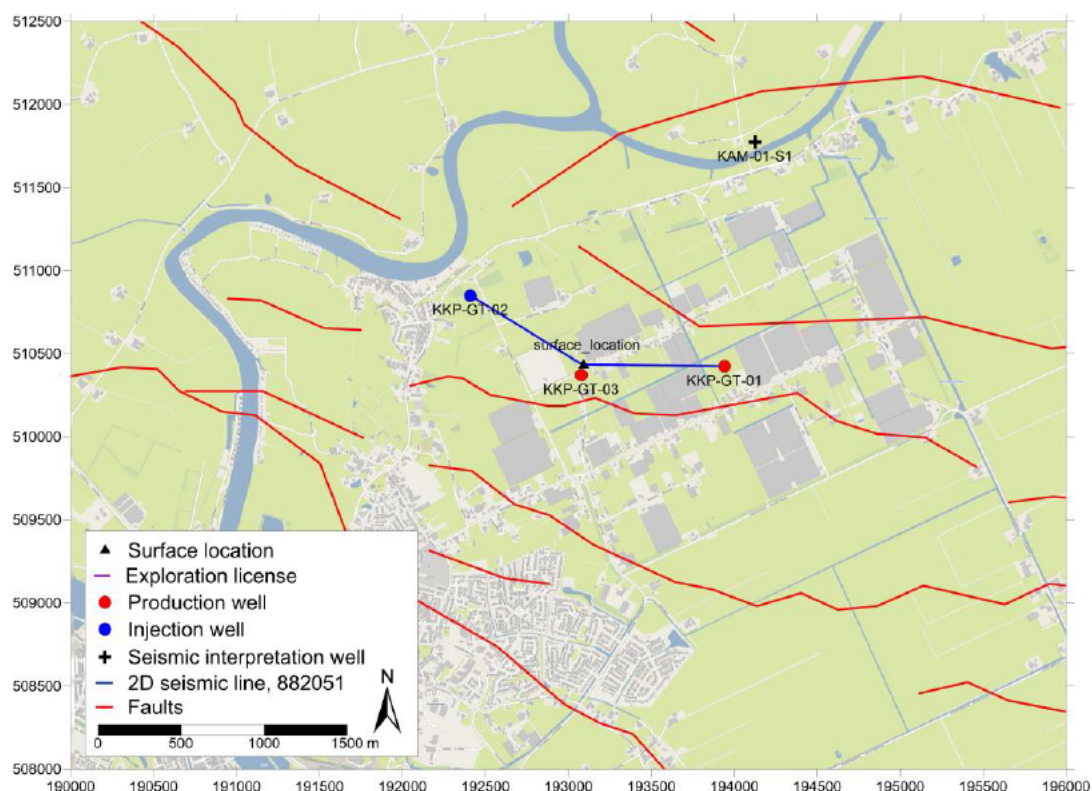 512500
512000
KAM-01-S1
511500
511000
KKP-GT-02
510500
surface_location
KKP-GT-03
KKP-GT-01
510000
509500
Surface location
Exploration license
509000
Production well
Injection well
Seismic interpretation well
508500
2D seismic line, 882051
Faults
N
0 500 1000 1500 m
508000
190000 190500 191000 191500 192000 192500 193000 193500 194000 194500 195000 195500 196000